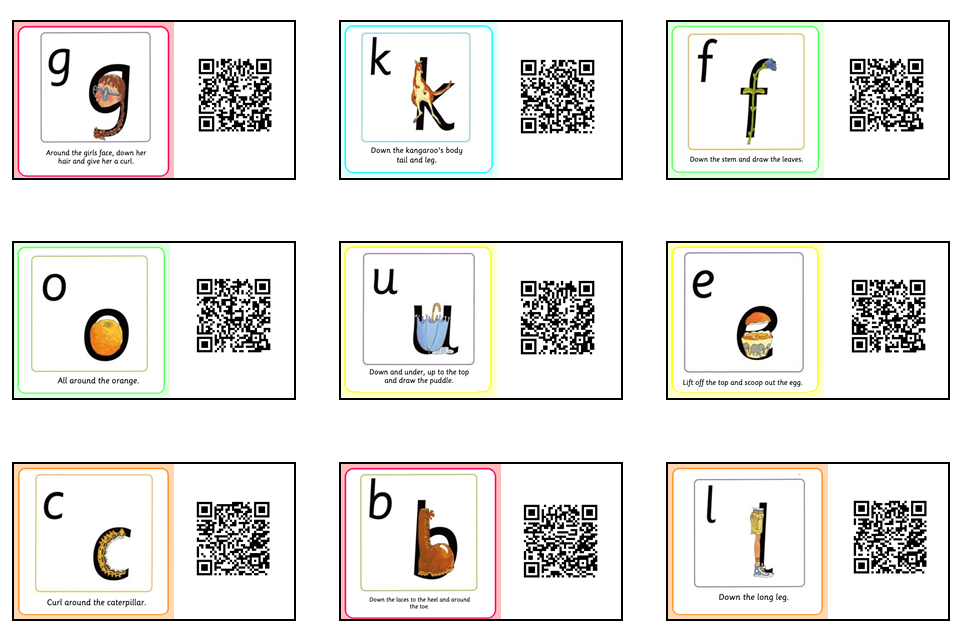 g
g
Around the girls face, down her
hair and give her a curl.
k
k
Down the kangaroo's body
tail and leg.
f
f
Down the stem and draw the leaves.
o
o
All around the orange.
u
u
Down and under, up to the top
and draw the puddle.
e
e
Lift off the top and scoop out the egg.
c
c
Curl around the caterpillar.
b
b
Down the laces to the heel and around
the toe.
l
l
Down the long leg.